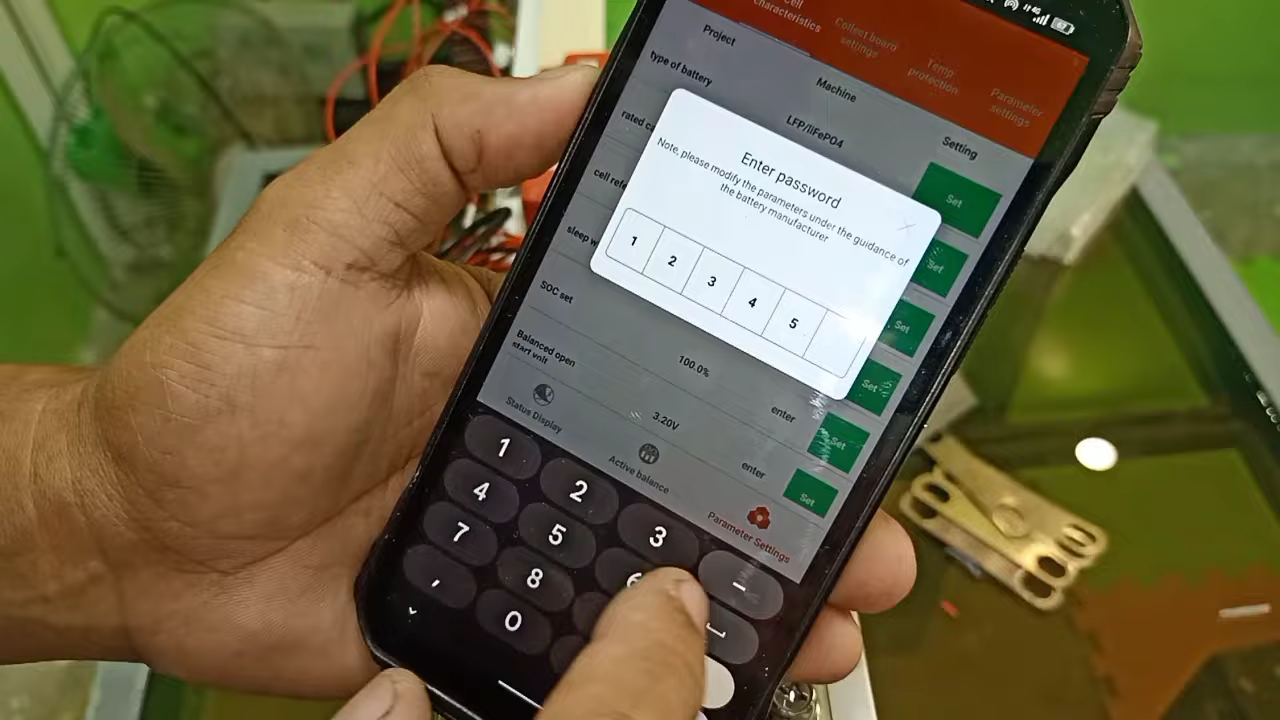 Cell
characteristics
Collect board
settings
Temp
protection
Parameter
settings
Project
Machine
Setting
type of battery
LFP/lIFePO4
Set
rated
Set
cell
Set
sleep
Set
SOC set
100.0%
enter
Set
Balanced open
start volt
3.20V
enter
Set
Enter password
Note, please modify the parameters under the guidance of
the battery manufacturer
1 2 3 4 5
Status Display
Active balance
Parameter Settings
1 2 3 -
4 5 6
7 8
, 0